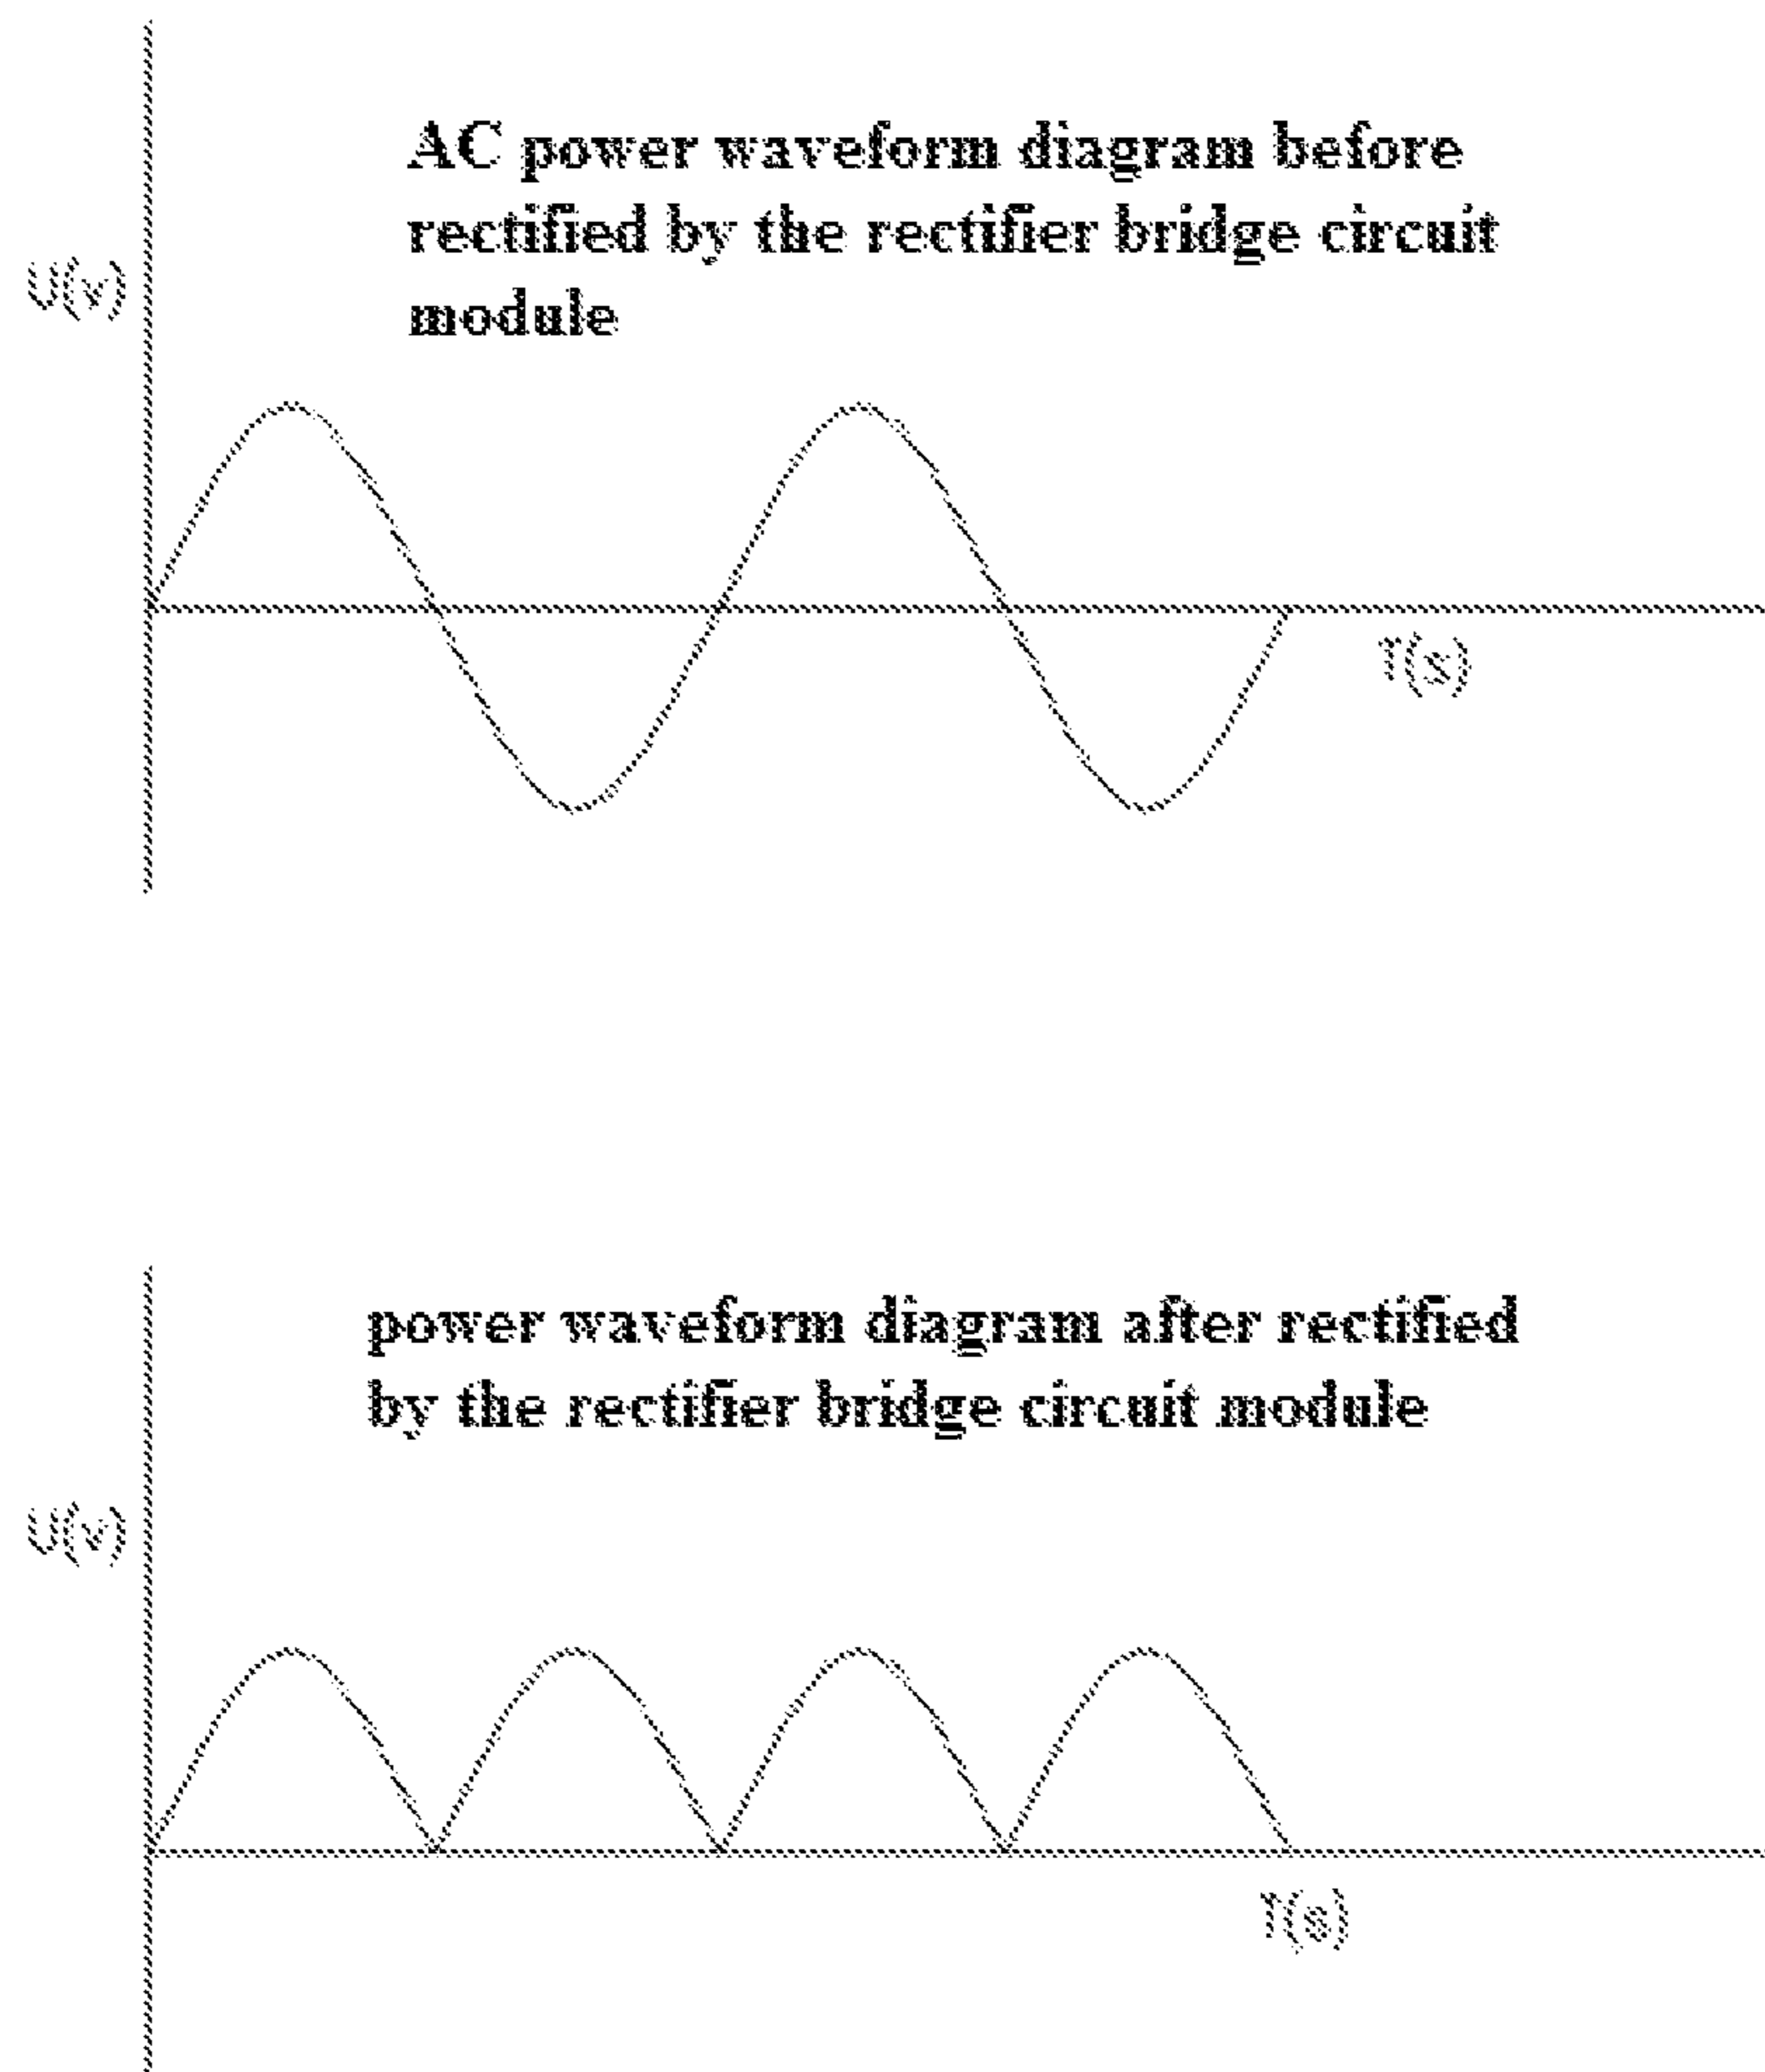 AC power waveform diagram before
rectified by the rectifier bridge circuit
module
U(v)
T(s)
power waveform diagram after rectified
by the rectifier bridge circuit module
U(v)
T(s)